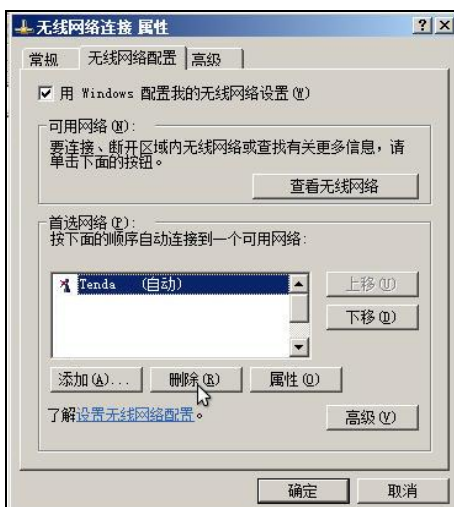 无线网络连接 属性
常规 无线网络配置 高级
用 Windows 配置我的无线网络设置(W)
可用网络(N):
要连接、断开区域内无线网络或查找有关更多信息，请
单击下面的按钮。
查看无线网络
首选网络(P):
按下面的顺序自动连接到一个可用网络:
Tenda (自动)
上移(U)
下移(D)
添加(A)... 删除(R) 属性(O)
了解设置无线网络配置。
高级(V)
确定 取消